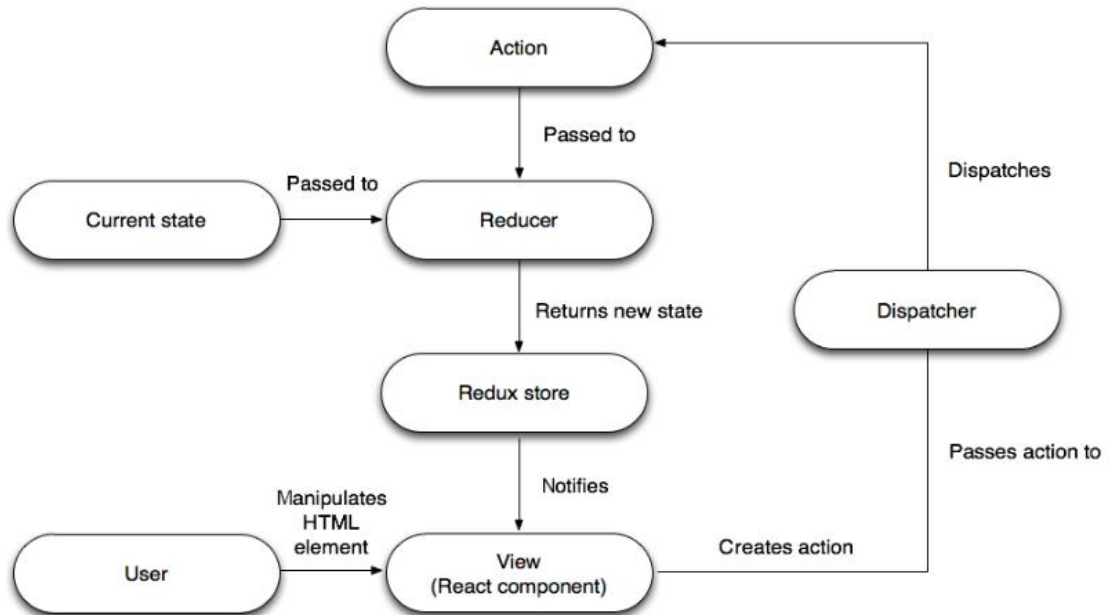 Action
Passed to
Dispatches
Passed to
Current state
Reducer
Returns new state
Dispatcher
Redux store
Passes action to
Notifies
Manipulates
HTML
element
Creates action
User
View
(React component)